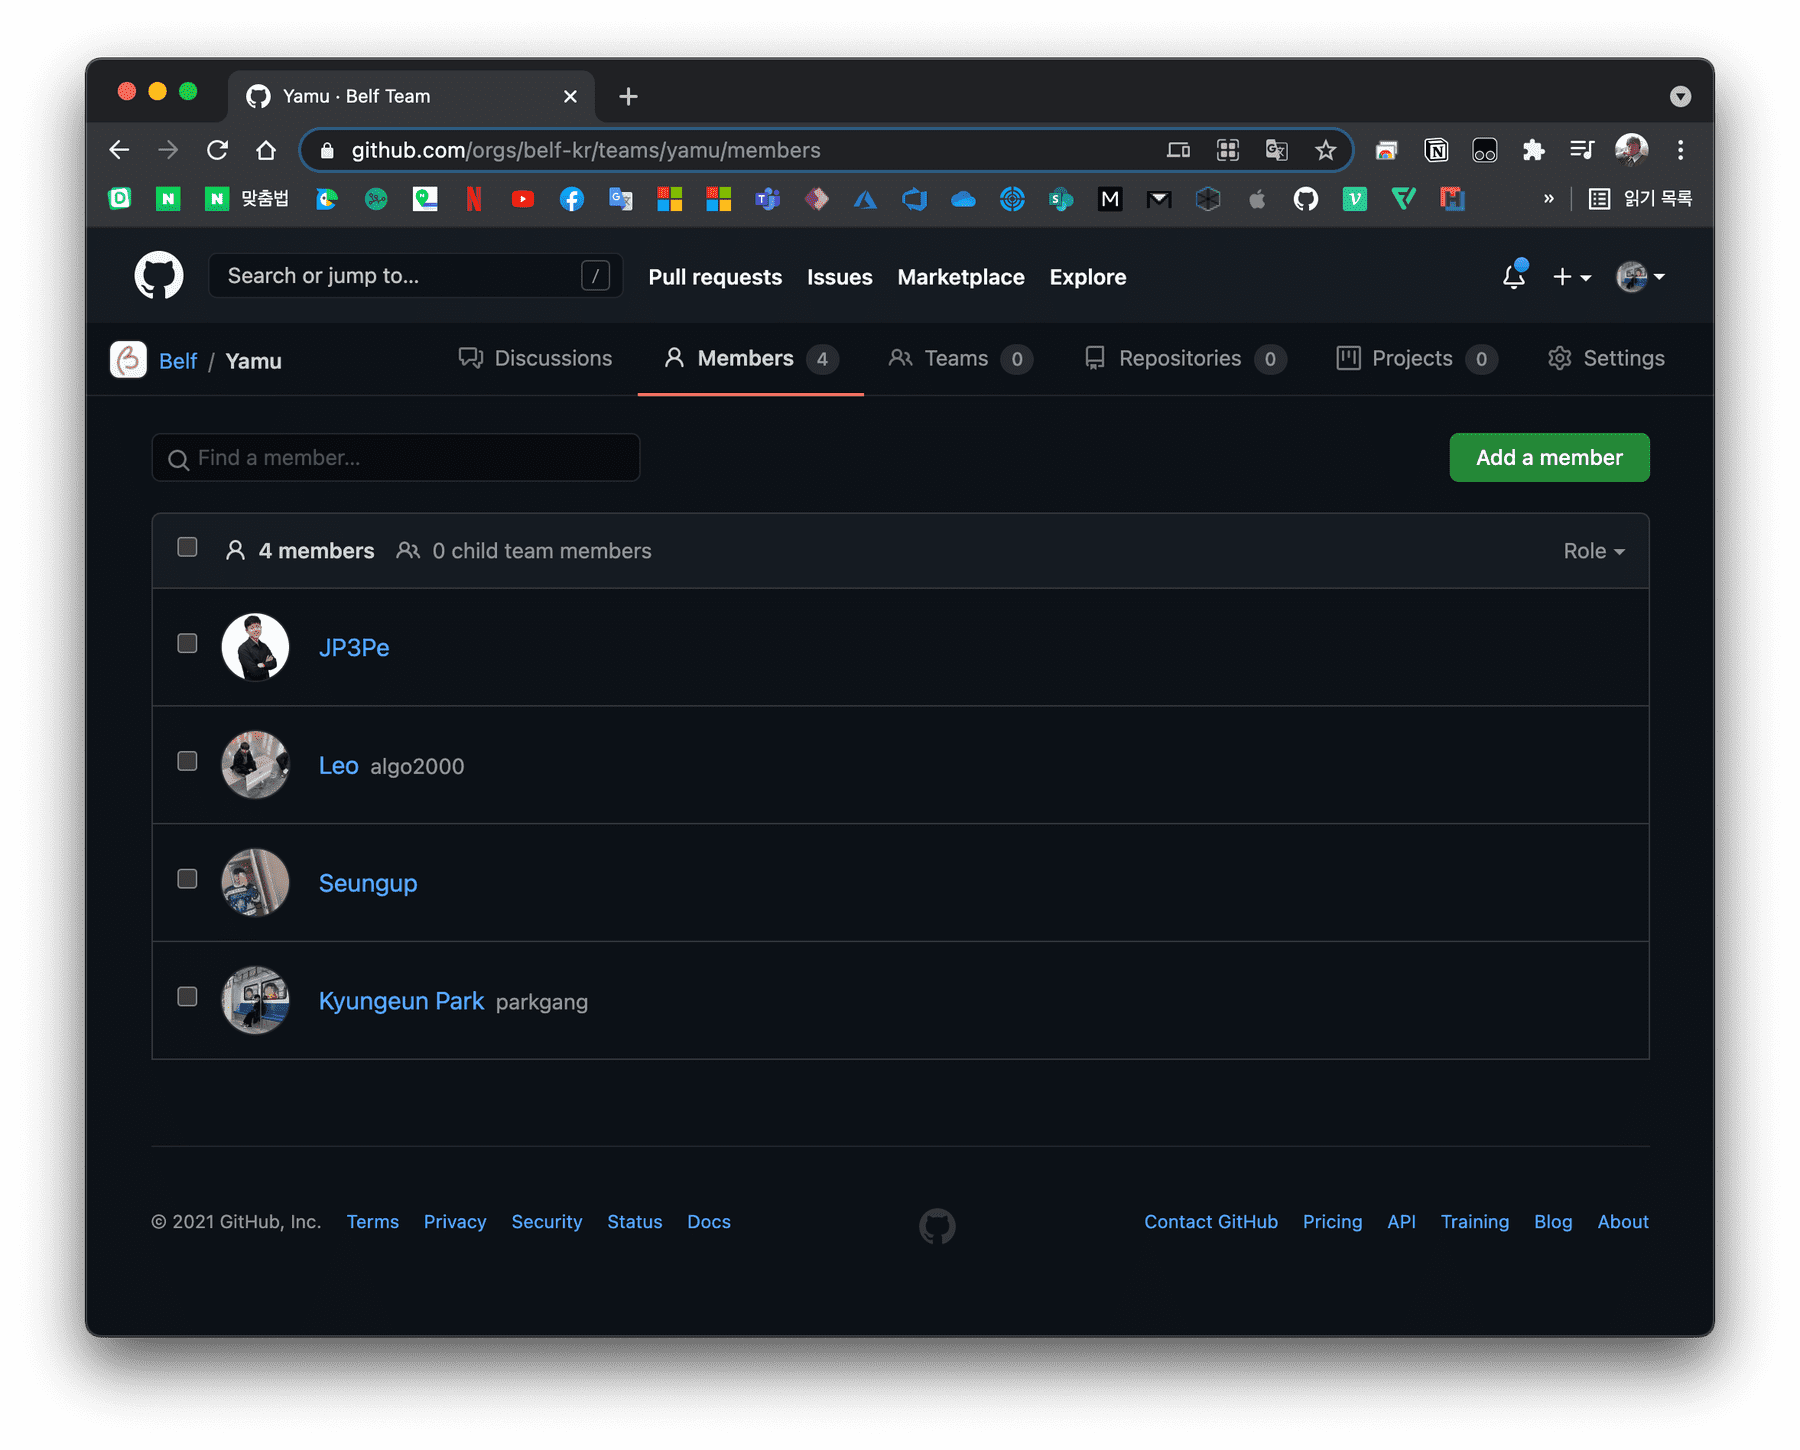 Yamu · Belf Team
github.com/orgs/belf-kr/teams/yamu/members
맞춤법
읽기 목록
Search or jump to... /
Pull requests Issues Marketplace Explore
Belf / Yamu
Discussions Members 4 Teams 0 Repositories 0 Projects 0 Settings
Find a member...
Add a member
4 members 0 child team members Role
JP3Pe
Leo algo2000
Seungup
Kyungeun Park parkgang
© 2021 GitHub, Inc. Terms Privacy Security Status Docs Contact GitHub Pricing API Training Blog About